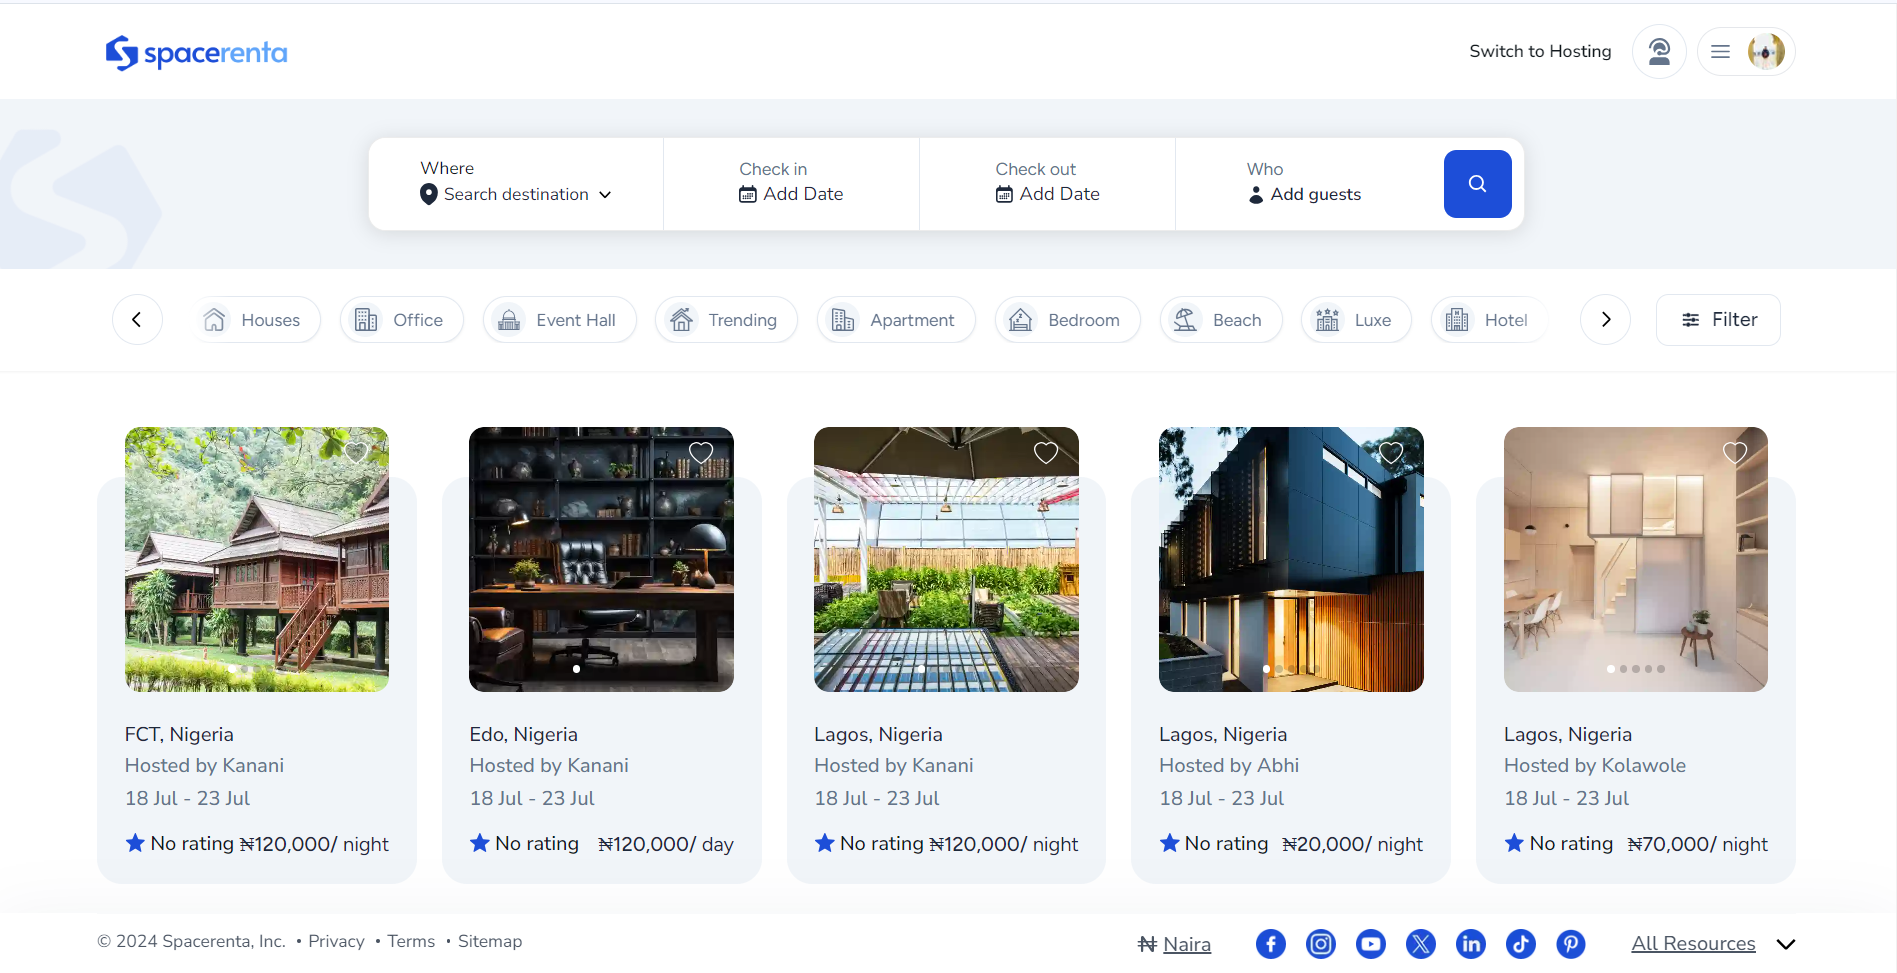 spacerenta
Switch to Hosting
Where
Search destination
Check in
Add Date
Check out
Add Date
Who
Add guests
Houses
Office
Event Hall
Trending
Apartment
Bedroom
Beach
Luxe
Hotel
Filter
FCT, Nigeria
Hosted by Kanani
18 Jul - 23 Jul
No rating ₦120,000/ night
Edo, Nigeria
Hosted by Kanani
18 Jul - 23 Jul
No rating ₦120,000/ day
Lagos, Nigeria
Hosted by Kanani
18 Jul - 23 Jul
No rating ₦120,000/ night
Lagos, Nigeria
Hosted by Abhi
18 Jul - 23 Jul
No rating ₦20,000/ night
Lagos, Nigeria
Hosted by Kolawole
18 Jul - 23 Jul
No rating ₦70,000/ night
© 2024 Spacerenta, Inc. • Privacy • Terms • Sitemap
₦ Naira
All Resources